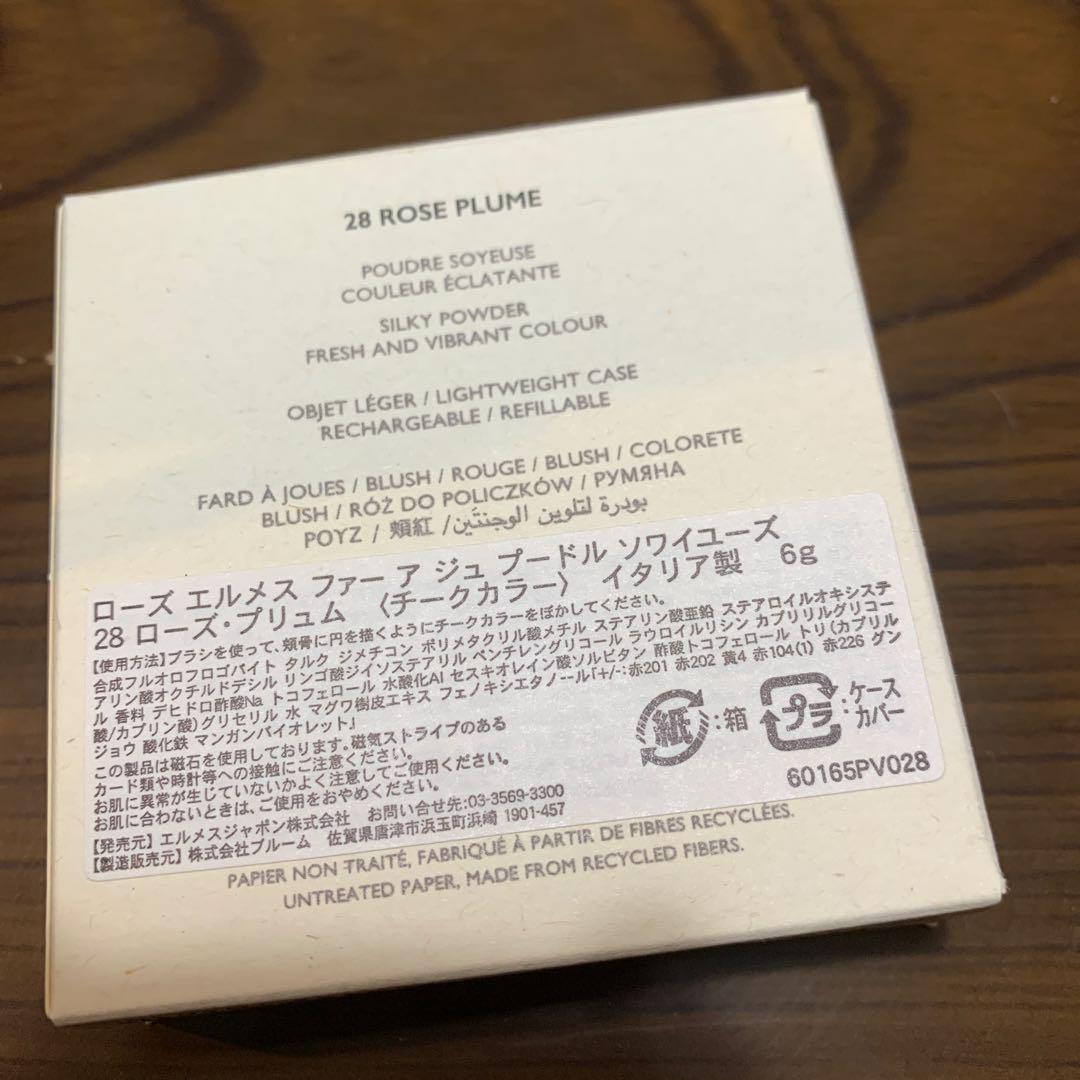 28 ROSE PLUME
POUDRE SOYEUSE
COULEUR ÉCLATANTE
SILKY POWDER
FRESH AND VIBRANT COLOUR
OBJET LÉGER / LIGHTWEIGHT CASE
RECHARGEABLE / REFILLABLE
FARD À JOUES / BLUSH / ROUGE / BLUSH / COLORETE
BLUSH / RÓŻ DO POLICZKÓW / РУМЯНА
ΡΟΥΖ / 頬紅 / بودرة لتلوين الوجنتين
ローズ エルメス ファー ア ジュ プードル ソワイユーズ
28 ローズ・プリュム 〈チークカラー〉 イタリア製 6g
【使用方法】ブラシを使って、頬骨に円を描くようにチークカラーをぼかしてください。
合成フルオロフロゴパイト タルク ジメチコン ポリメタクリル酸メチル ステアリン酸亜鉛 ステアロイルオキシステ
アリン酸オクチルドデシル リンゴ酸ジイソステアリル ペンチレングリコール ラウロイルリシン カプリリルグリコー
ル 香料 デヒドロ酢酸Na トコフェロール 水酸化Al セスキオレイン酸ソルビタン 酢酸トコフェロール トリ(カプリル
酸/カプリン酸)グリセリル 水 マグワ樹皮エキス フェノキシエタノール「+/-:赤201 赤202 黄4 赤104(1) 赤226 グン
ジョウ 酸化鉄 マンガンバイオレット」
この製品は磁石を使用しております。磁気ストライプのある
カード類や時計等への接触にご注意ください。
お肌に異常が生じていないかよく注意してご使用ください。
お肌に合わないときは、ご使用をおやめください。
紙 :箱 プラ :ケース
カバー
60165PV028
【発売元】エルメスジャポン株式会社 お問い合せ先:03-3569-3300
【製造販売元】株式会社ブルーム 佐賀県唐津市浜玉町浜崎 1901-457
PAPIER NON TRAITÉ, FABRIQUÉ À PARTIR DE FIBRES RECYCLÉES.
UNTREATED PAPER, MADE FROM RECYCLED FIBERS.